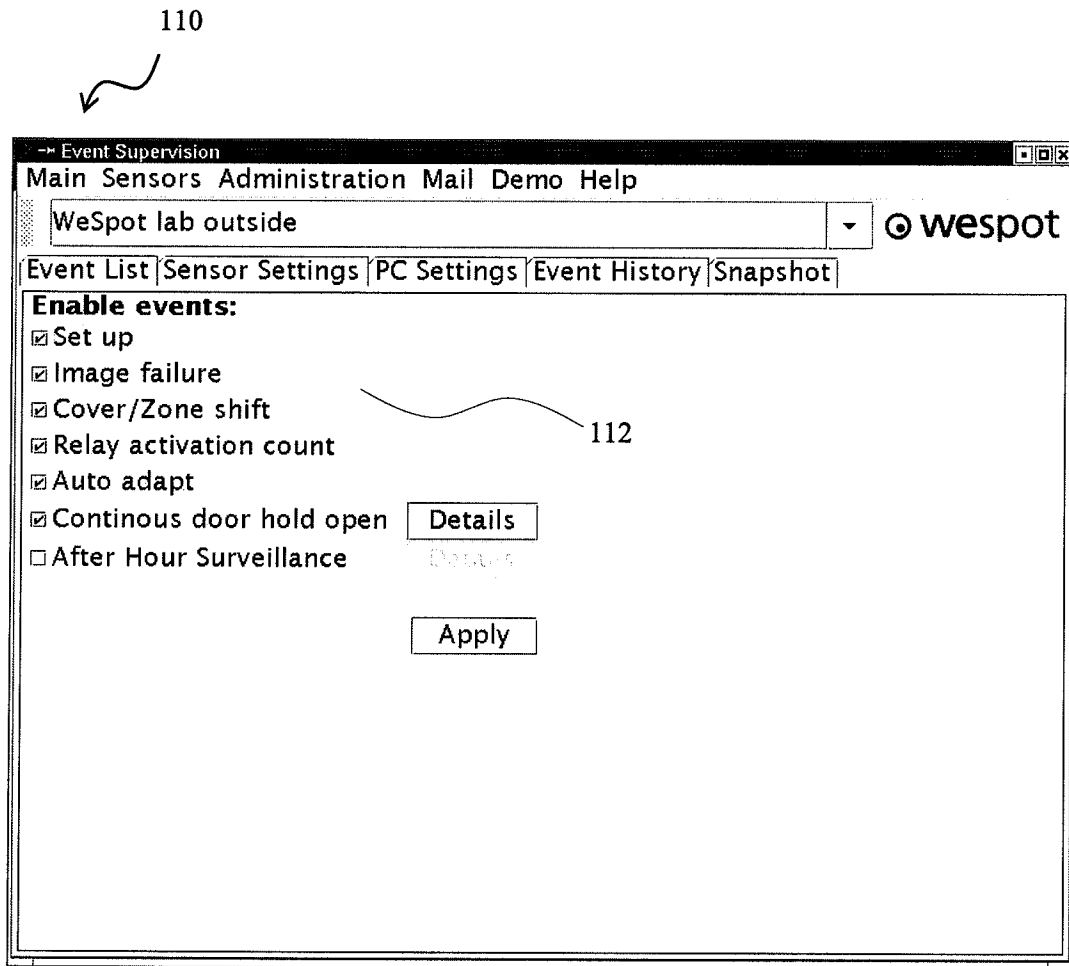 110
Event Supervision
Main Sensors Administration Mail Demo Help
WeSpot lab outside
wespot
Event List Sensor Settings PC Settings Event History Snapshot
Enable events:
Set up
Image failure
Cover/Zone shift
112
Relay activation count
Auto adapt
Continous door hold open Details
After Hour Surveillance Details
Apply